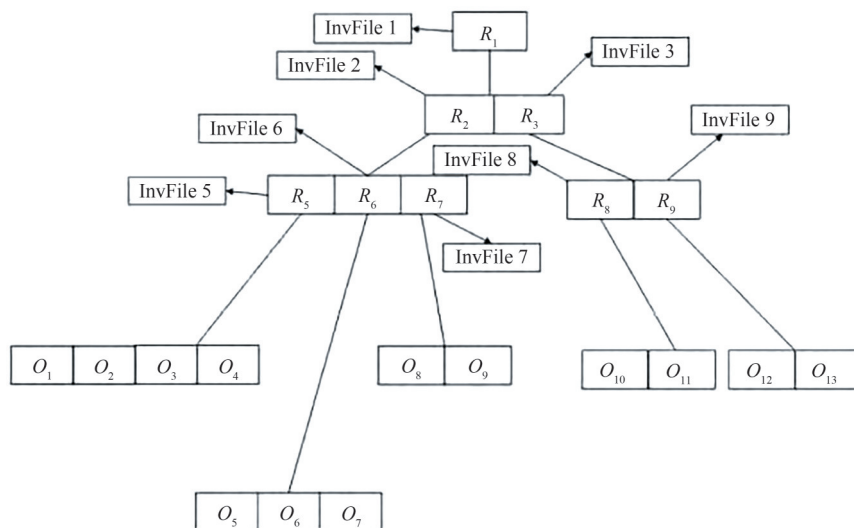 InvFile 1
R₁
InvFile 2
InvFile 3
R₂ R₃
InvFile 6
InvFile 9
InvFile 8
InvFile 5
R₅ R₆ R₇
R₈ R₉
InvFile 7
O₁ O₂ O₃ O₄
O₈ O₉
O₁₀ O₁₁
O₁₂ O₁₃
O₅ O₆ O₇